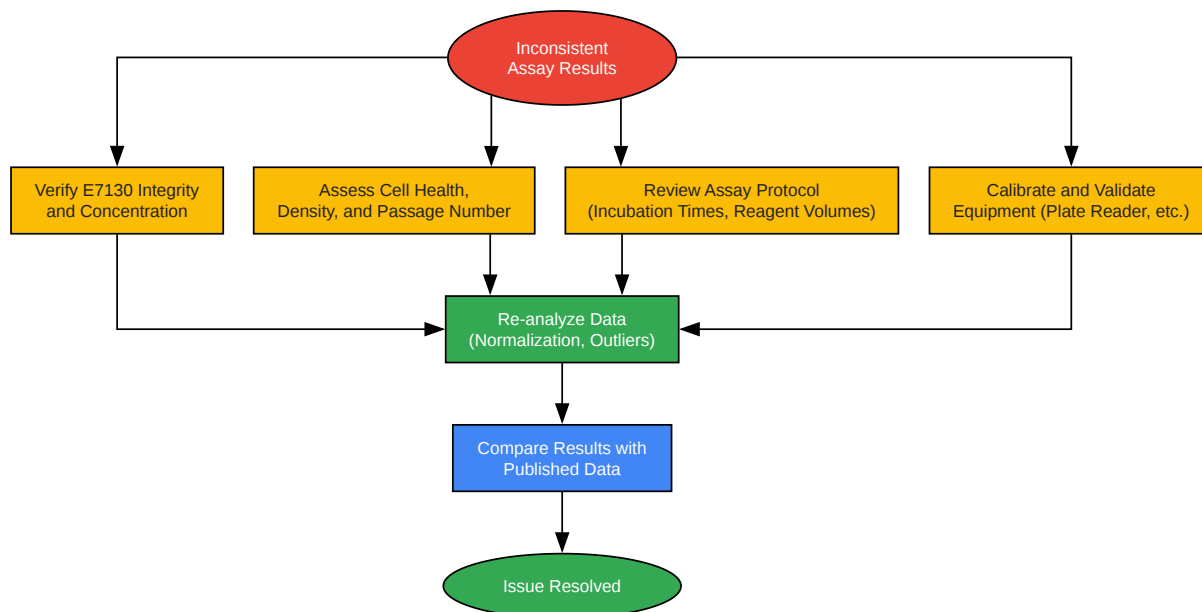 Inconsistent
Assay Results
Verify E7130 Integrity
and Concentration
Assess Cell Health,
Density, and Passage Number
Review Assay Protocol
(Incubation Times, Reagent Volumes)
Calibrate and Validate
Equipment (Plate Reader, etc.)
Re-analyze Data
(Normalization, Outliers)
Compare Results with
Published Data
Issue Resolved